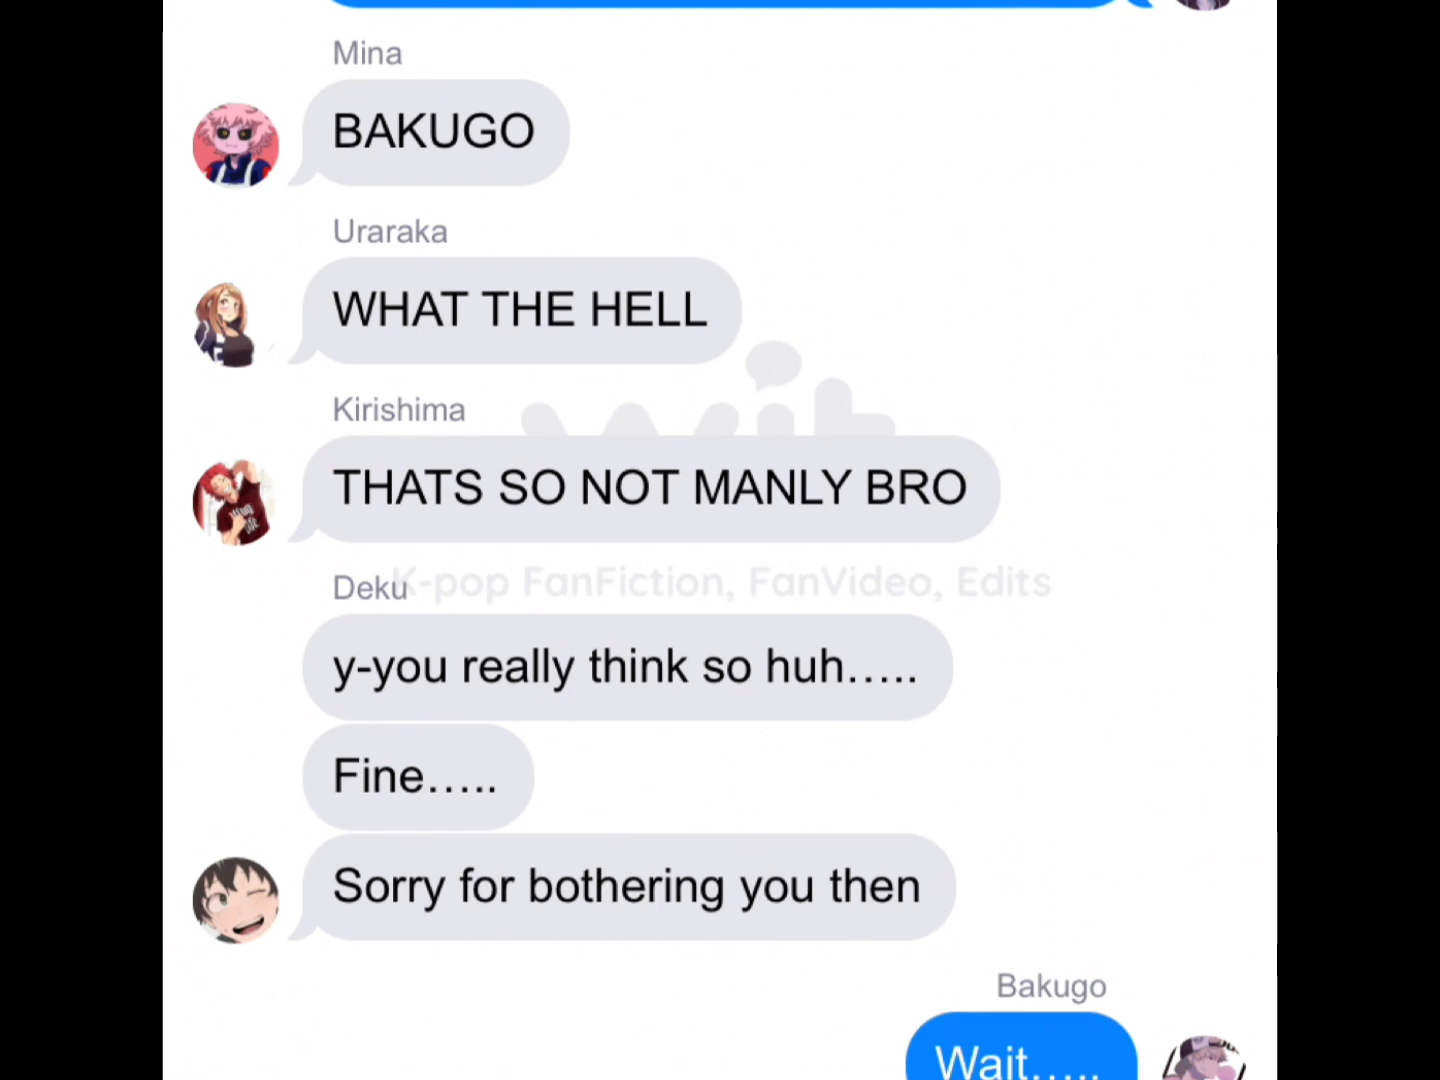 Mina
BAKUGO
Uraraka
WHAT THE HELL
Kirishima
THATS SO NOT MANLY BRO
K-pop FanFiction, FanVideo, Edits
Deku
y-you really think so huh.....
Fine.....
Sorry for bothering you then
Bakugo
Wait.....